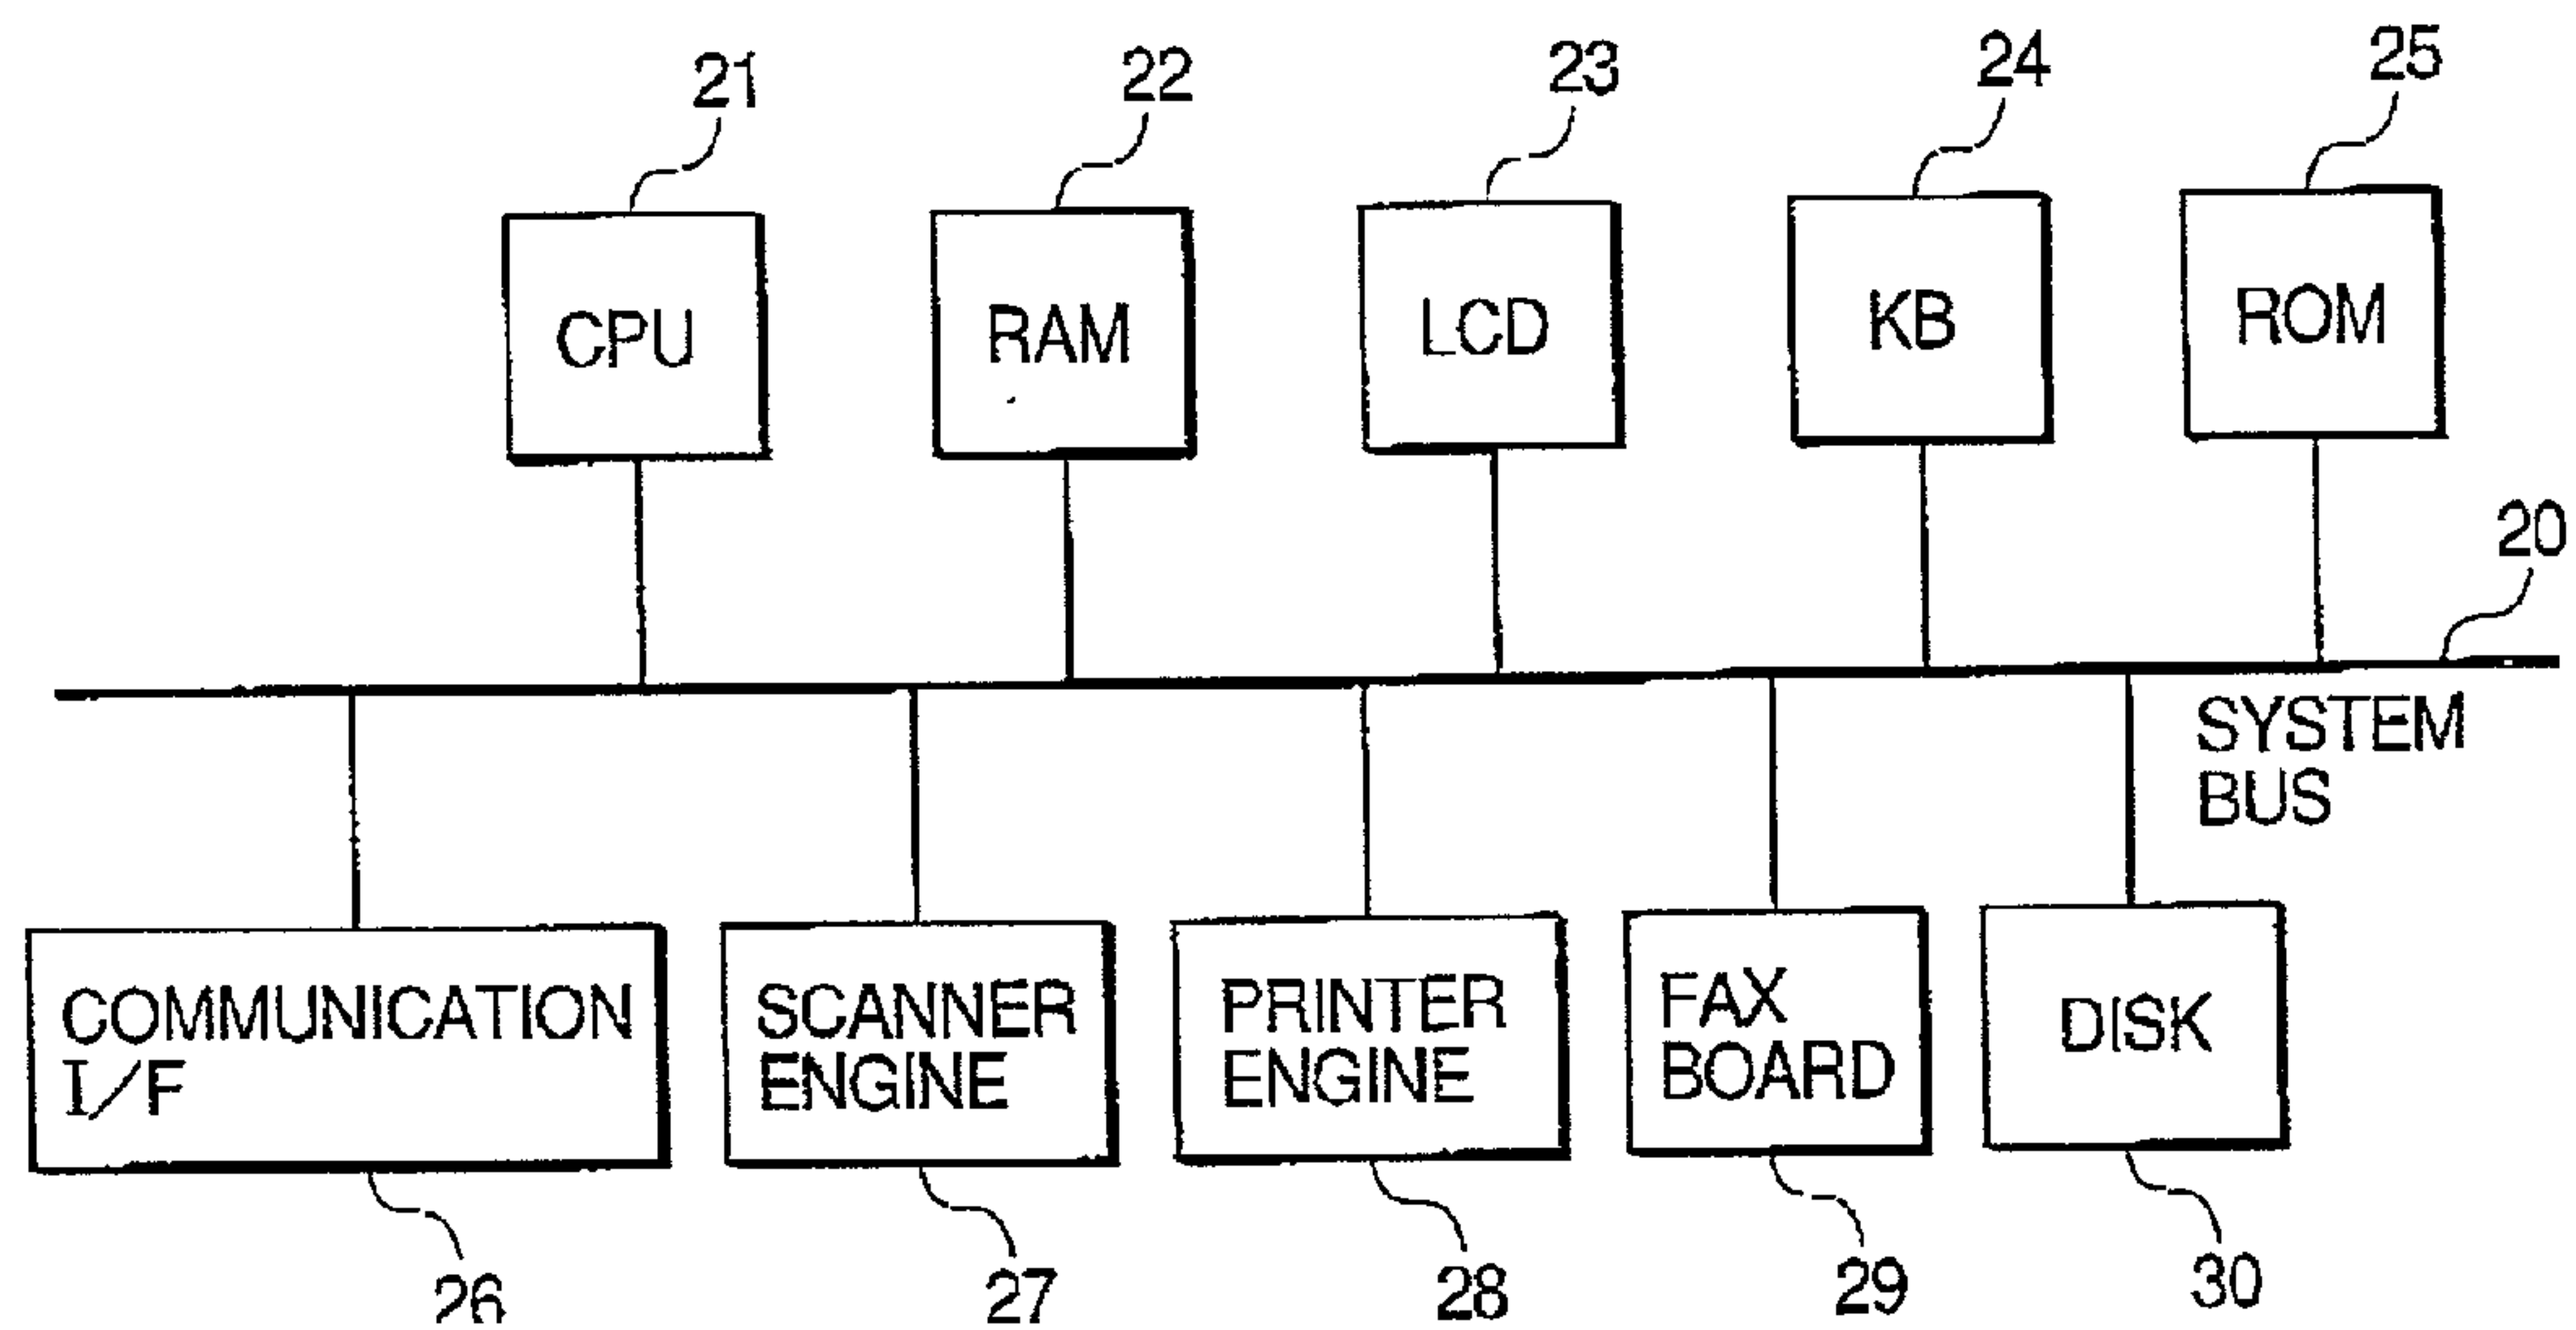 21
22
23
24
25
CPU
RAM
LCD
KB
ROM
20
SYSTEM
BUS
COMMUNICATION
I/F
SCANNER
ENGINE
PRINTER
ENGINE
FAX
BOARD
DISK
26
27
28
29
30